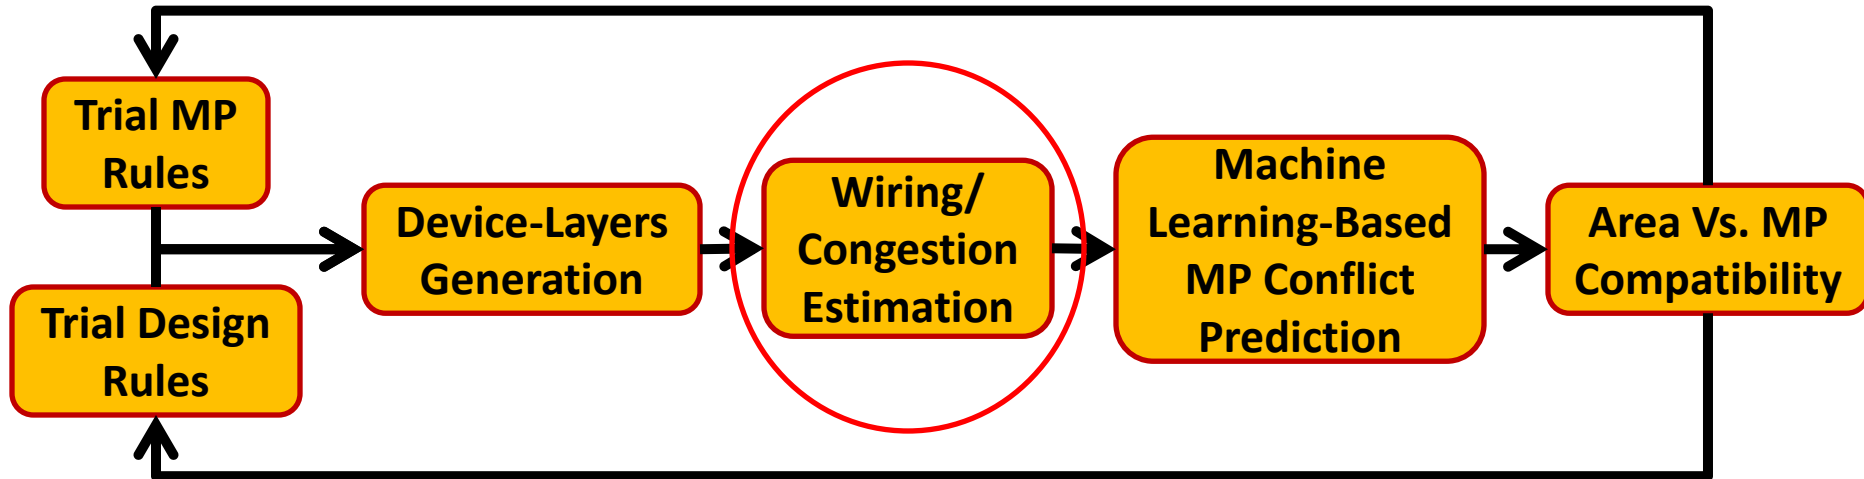 Trial MP
Rules
Trial Design
Rules
Device-Layers
Generation
Wiring/
Congestion
Estimation
Machine
Learning-Based
MP Conflict
Prediction
Area Vs. MP
Compatibility